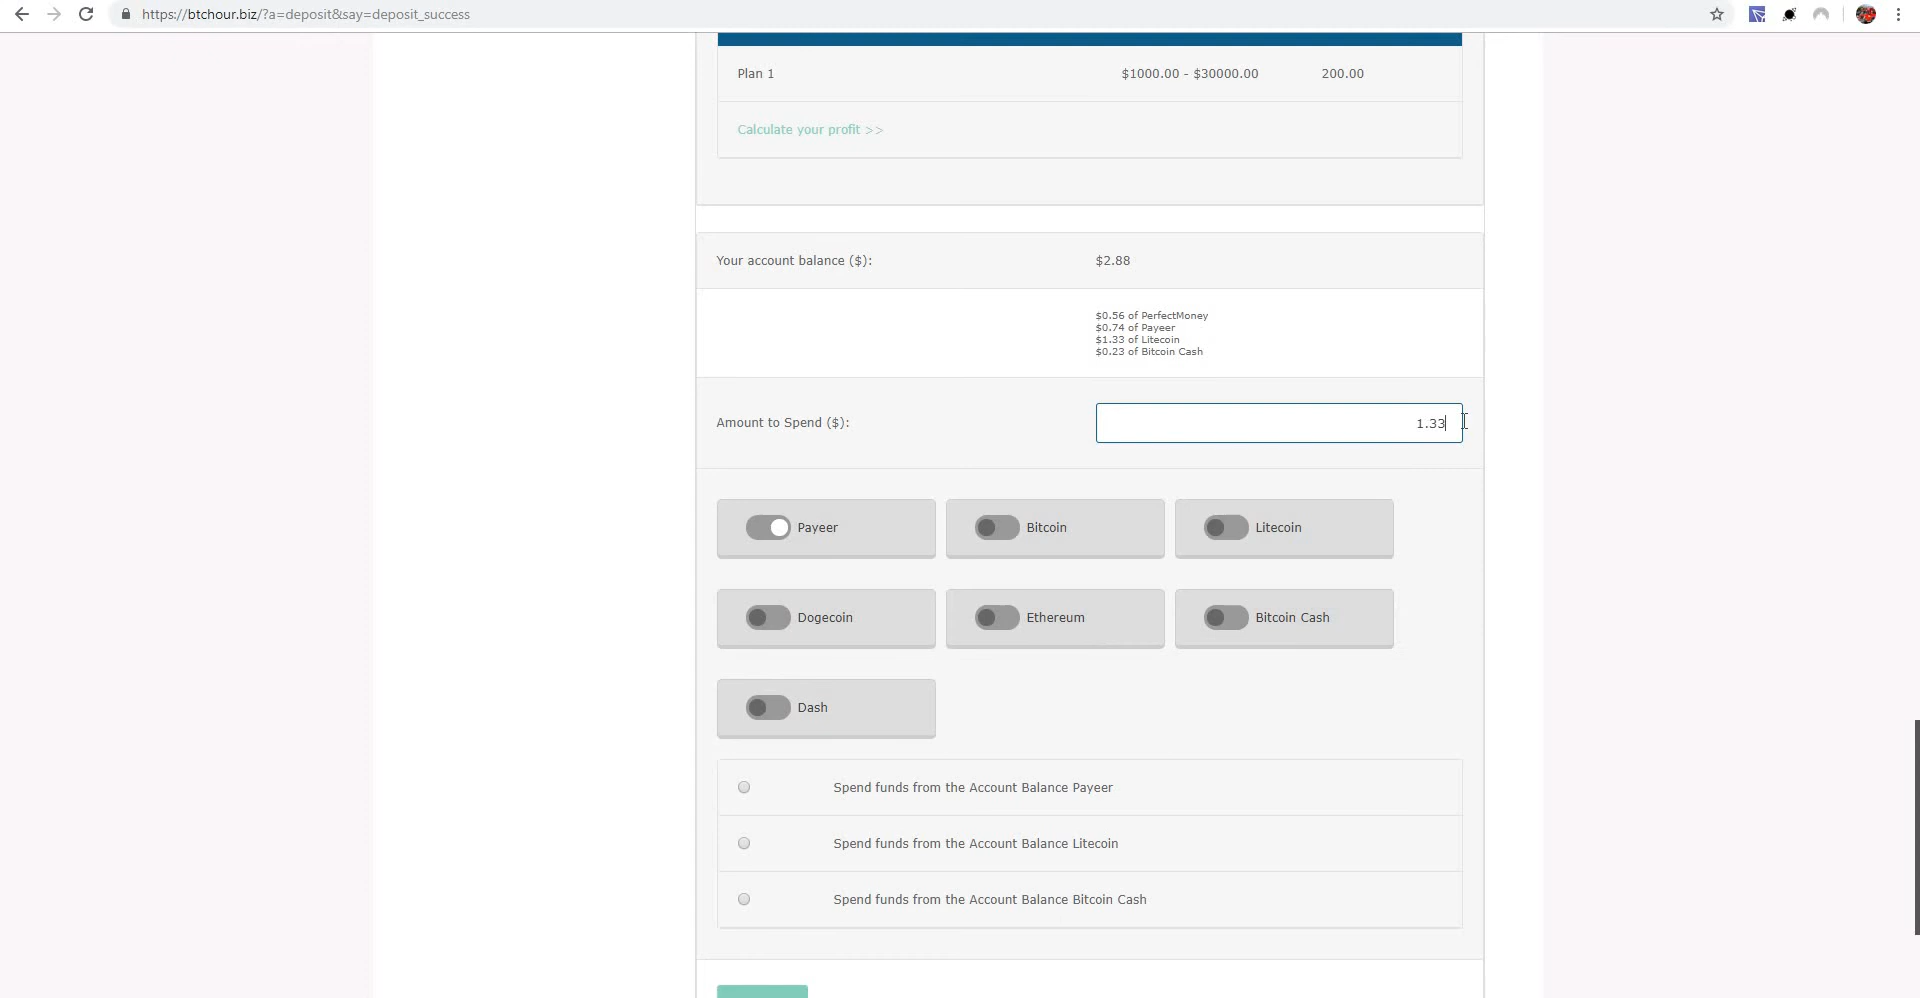 https://btchour.biz/?a=deposit&say=deposit_success
Plan 1 $1000.00 - $30000.00 200.00
Calculate your profit >>
Your account balance ($): $2.88
$0.56 of PerfectMoney
$0.74 of Payeer
$1.33 of Litecoin
$0.23 of Bitcoin Cash
Amount to Spend ($): 1.33
Payeer Bitcoin Litecoin
Dogecoin Ethereum Bitcoin Cash
Dash
Spend funds from the Account Balance Payeer
Spend funds from the Account Balance Litecoin
Spend funds from the Account Balance Bitcoin Cash